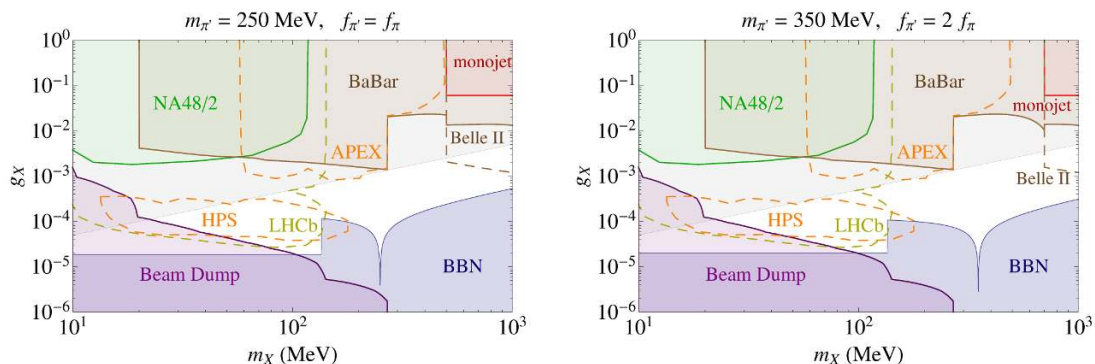 m_π' = 250 MeV, f_π' = f_π
10^0
10^-1
10^-2
10^-3
10^-4
10^-5
10^-6
g_X
NA48/2
BaBar
monojet
Belle II
APEX
HPS
LHCb
Beam Dump
BBN
10^1
10^2
10^3
m_X (MeV)
m_π' = 350 MeV, f_π' = 2 f_π
10^0
10^-1
10^-2
10^-3
10^-4
10^-5
10^-6
g_X
NA48/2
BaBar
monojet
APEX
Belle II
HPS
LHCb
Beam Dump
BBN
10^1
10^2
10^3
m_X (MeV)